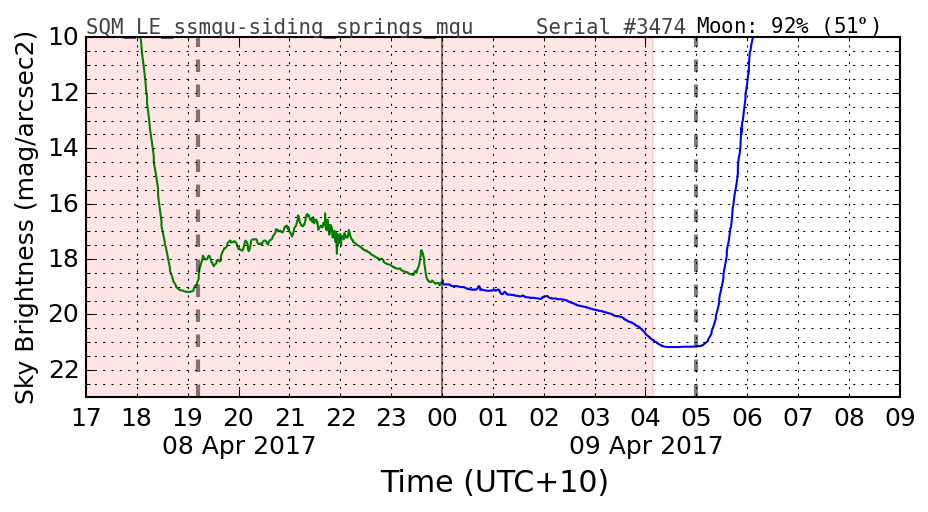 SQM_LE_ssmqu-siding_springs_mqu Serial #3474 Moon: 92% (51°)
Sky Brightness (mag/arcsec2)
10
12
14
16
18
20
22
17 18 19 20 21 22 23 00 01 02 03 04 05 06 07 08 09
08 Apr 2017 09 Apr 2017
Time (UTC+10)